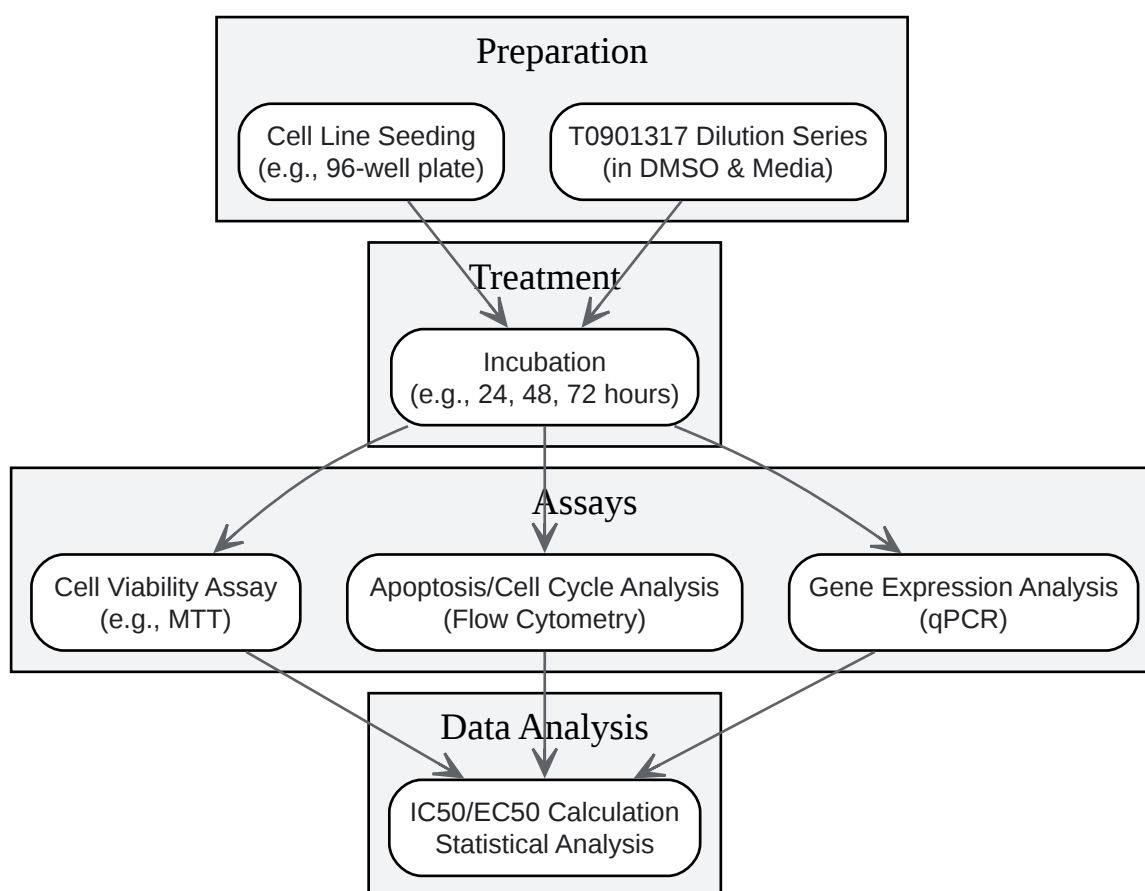 Preparation
Cell Line Seeding
(e.g., 96-well plate)
T0901317 Dilution Series
(in DMSO & Media)
Treatment
Incubation
(e.g., 24, 48, 72 hours)
Assays
Cell Viability Assay
(e.g., MTT)
Apoptosis/Cell Cycle Analysis
(Flow Cytometry)
Gene Expression Analysis
(qPCR)
Data Analysis
IC50/EC50 Calculation
Statistical Analysis